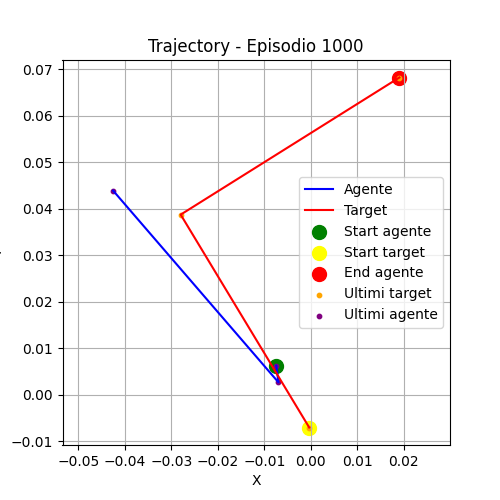 Trajectory - Episodio 1000
0.07
0.06
0.05
0.04
0.03
0.02
0.01
0.00
−0.01
Agente
Target
Start agente
Start target
End agente
Ultimi target
Ultimi agente
−0.05 −0.04 −0.03 −0.02 −0.01 0.00 0.01 0.02
X